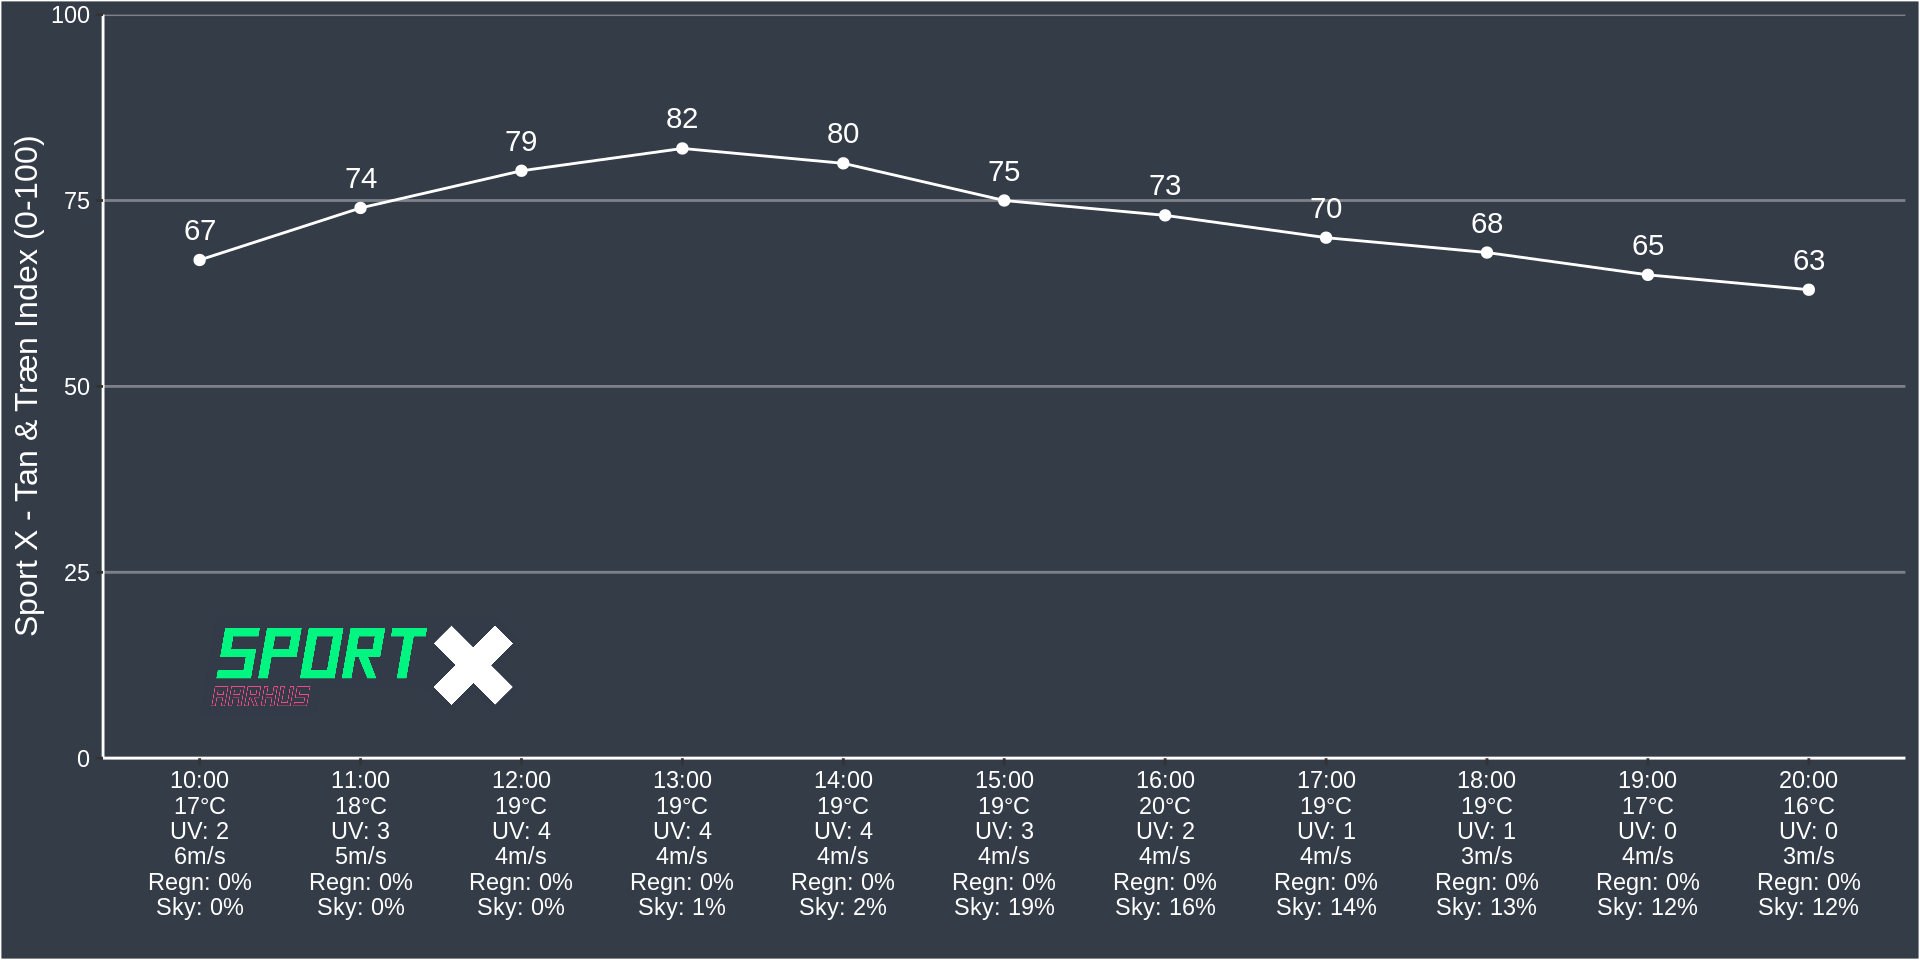 Sport X - Tan & Træn Index (0-100)
100
75
50
25
0
67
74
79
82
80
75
73
70
68
65
63
SPORT X
AARHUS
10:00 11:00 12:00 13:00 14:00 15:00 16:00 17:00 18:00 19:00 20:00
17°C 18°C 19°C 19°C 19°C 19°C 20°C 19°C 19°C 17°C 16°C
UV: 2 UV: 3 UV: 4 UV: 4 UV: 4 UV: 3 UV: 2 UV: 1 UV: 1 UV: 0 UV: 0
6m/s 5m/s 4m/s 4m/s 4m/s 4m/s 4m/s 4m/s 3m/s 4m/s 3m/s
Regn: 0% Regn: 0% Regn: 0% Regn: 0% Regn: 0% Regn: 0% Regn: 0% Regn: 0% Regn: 0% Regn: 0% Regn: 0%
Sky: 0% Sky: 0% Sky: 0% Sky: 1% Sky: 2% Sky: 19% Sky: 16% Sky: 14% Sky: 13% Sky: 12% Sky: 12%